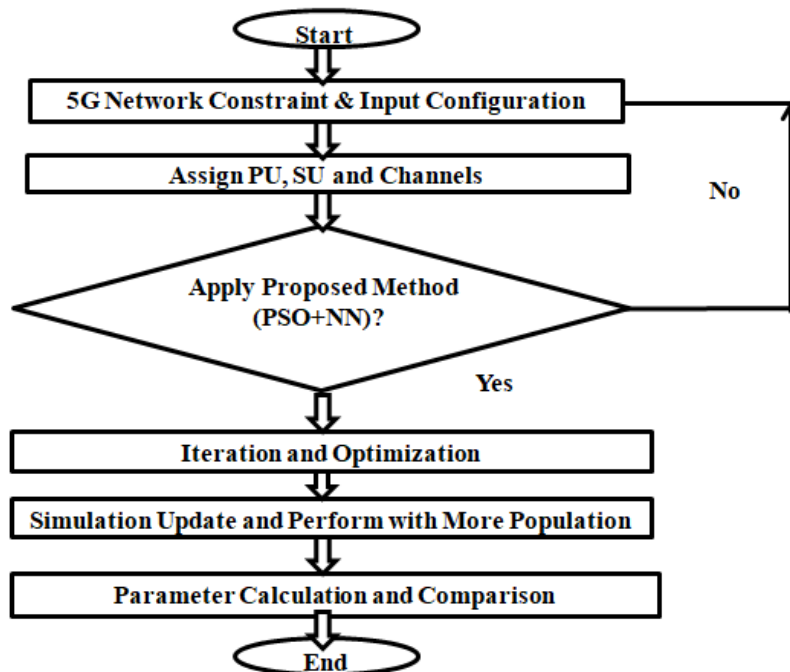 Start
5G Network Constraint & Input Configuration
Assign PU, SU and Channels
No
Apply Proposed Method
(PSO+NN)?
Yes
Iteration and Optimization
Simulation Update and Perform with More Population
Parameter Calculation and Comparison
End